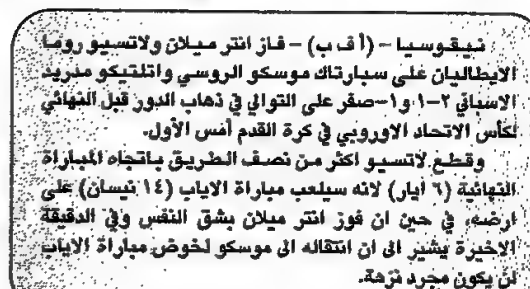 نيقوسيا - (أ ف ب) - فاز انتر ميلان ولاتسيو روما
الايطاليان على سبارتاك موسكو الروسي واتلتيكو مدريد
الاسباني ٢-١ و١-صفر على التوالي في ذهاب الدور قبل النهائي
لكأس الاتحاد الاوروبي في كرة القدم أمس الأول.
وقطع لاتسيو اكثر من نصف الطريق باتجاه المباراة
النهائية (٦ أيار) لانه سيلعب مباراة الاياب (١٤ نيسان) على
ارضه، في حين ان فوز انتر ميلان بشق النفس وفي الدقيقة
الاخيرة يشير الى ان انتقاله الى موسكو لخوض مباراة الاياب
لن يكون مجرد نزهة.